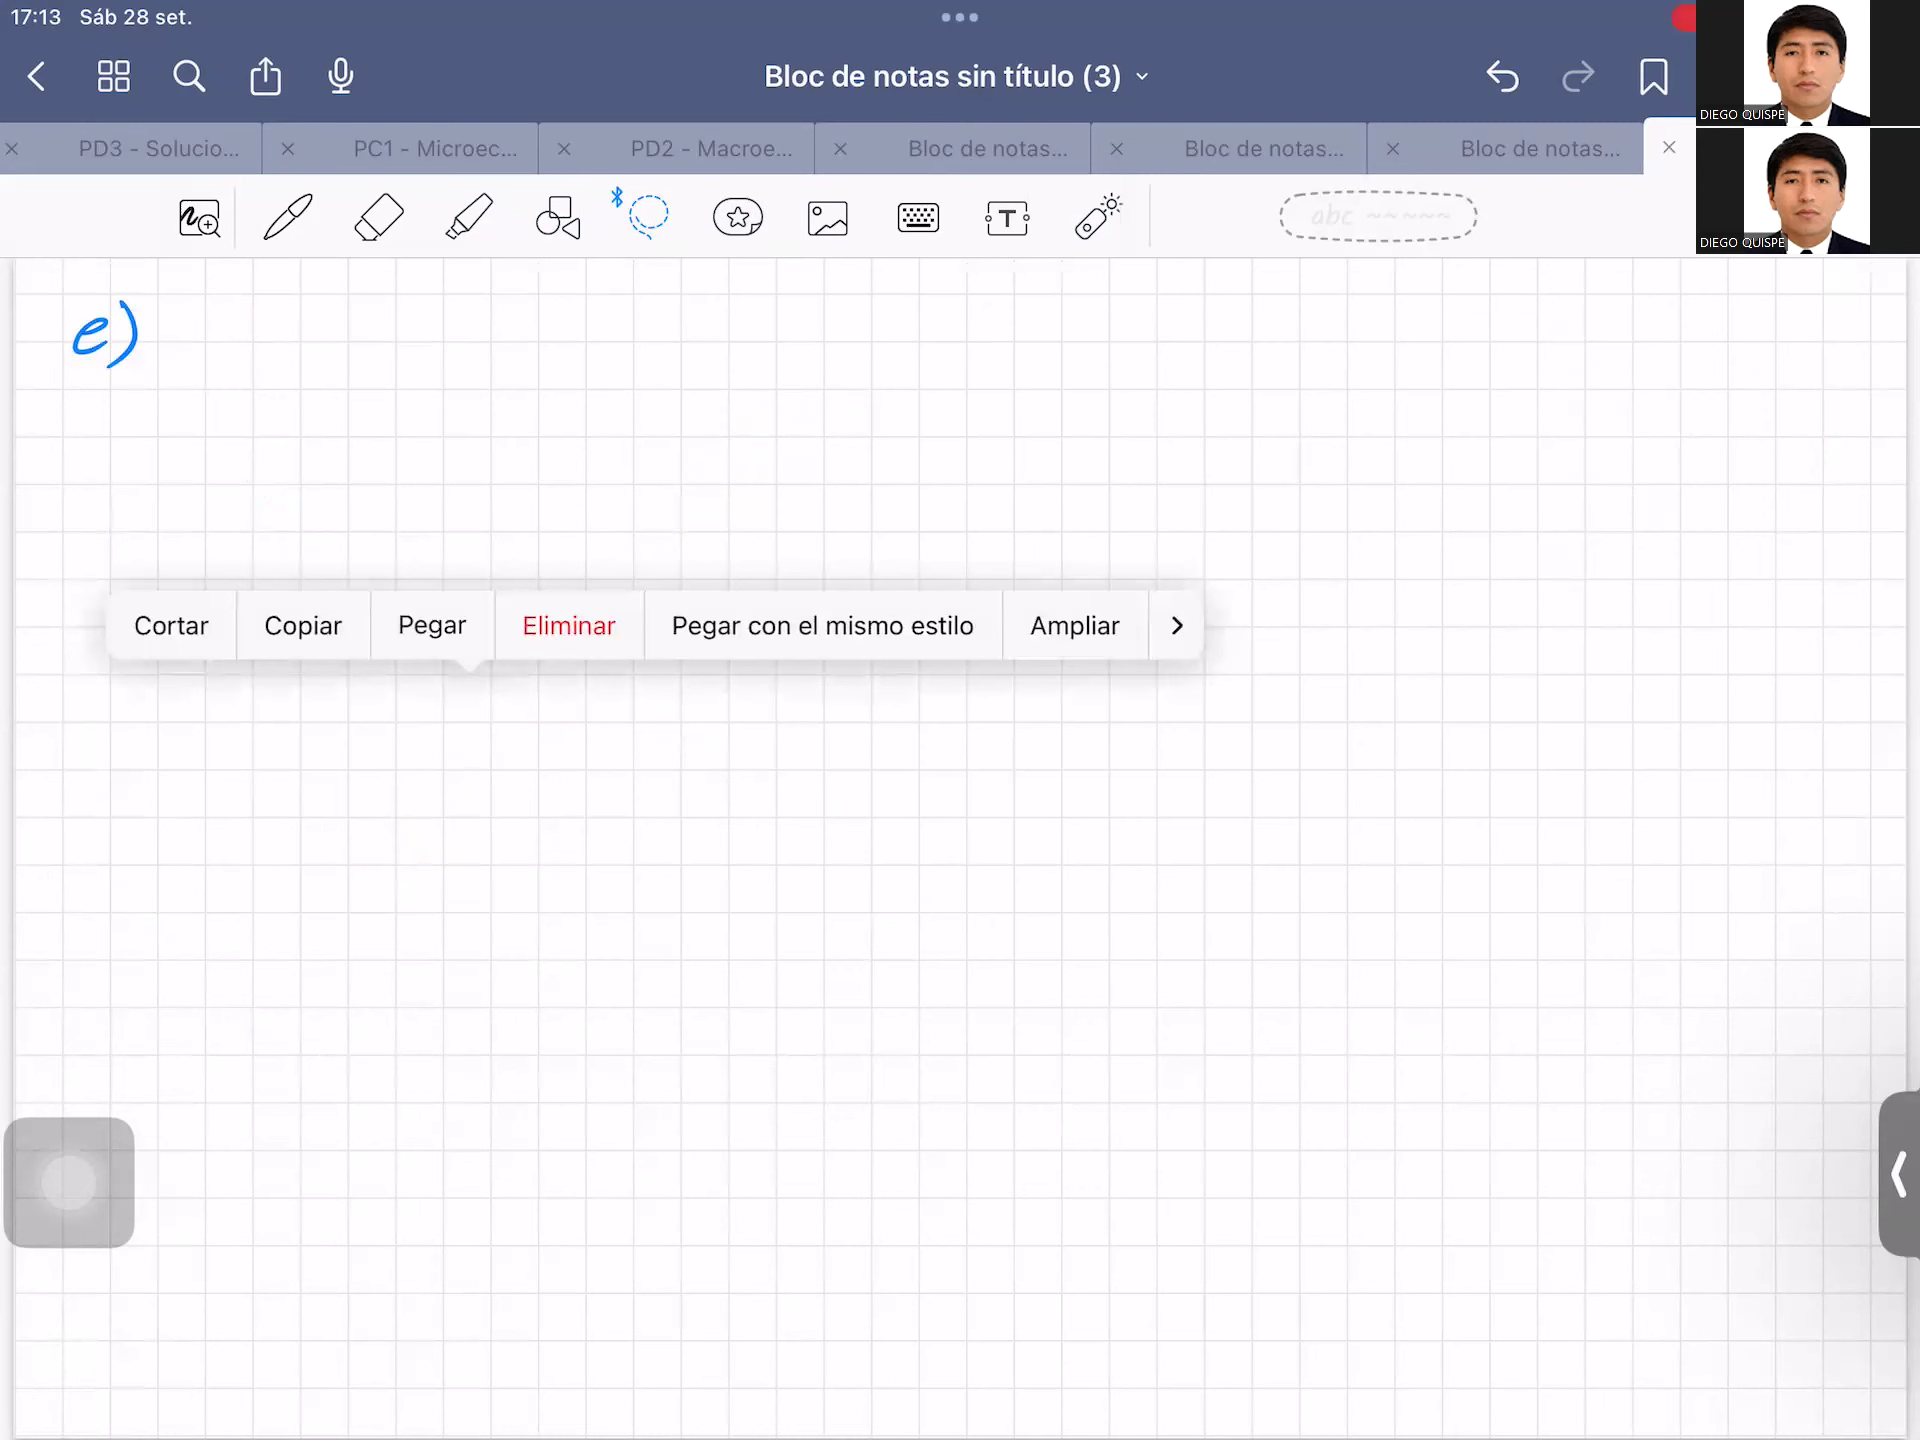 17:13 Sáb 28 set.
Bloc de notas sin título (3)
DIEGO QUISPE
PD3 - Solucio...
PC1 - Microec...
PD2 - Macroe...
Bloc de notas...
Bloc de notas...
Bloc de notas...
T
abc
DIEGO QUISPE
e)
Cortar
Copiar
Pegar
Eliminar
Pegar con el mismo estilo
Ampliar